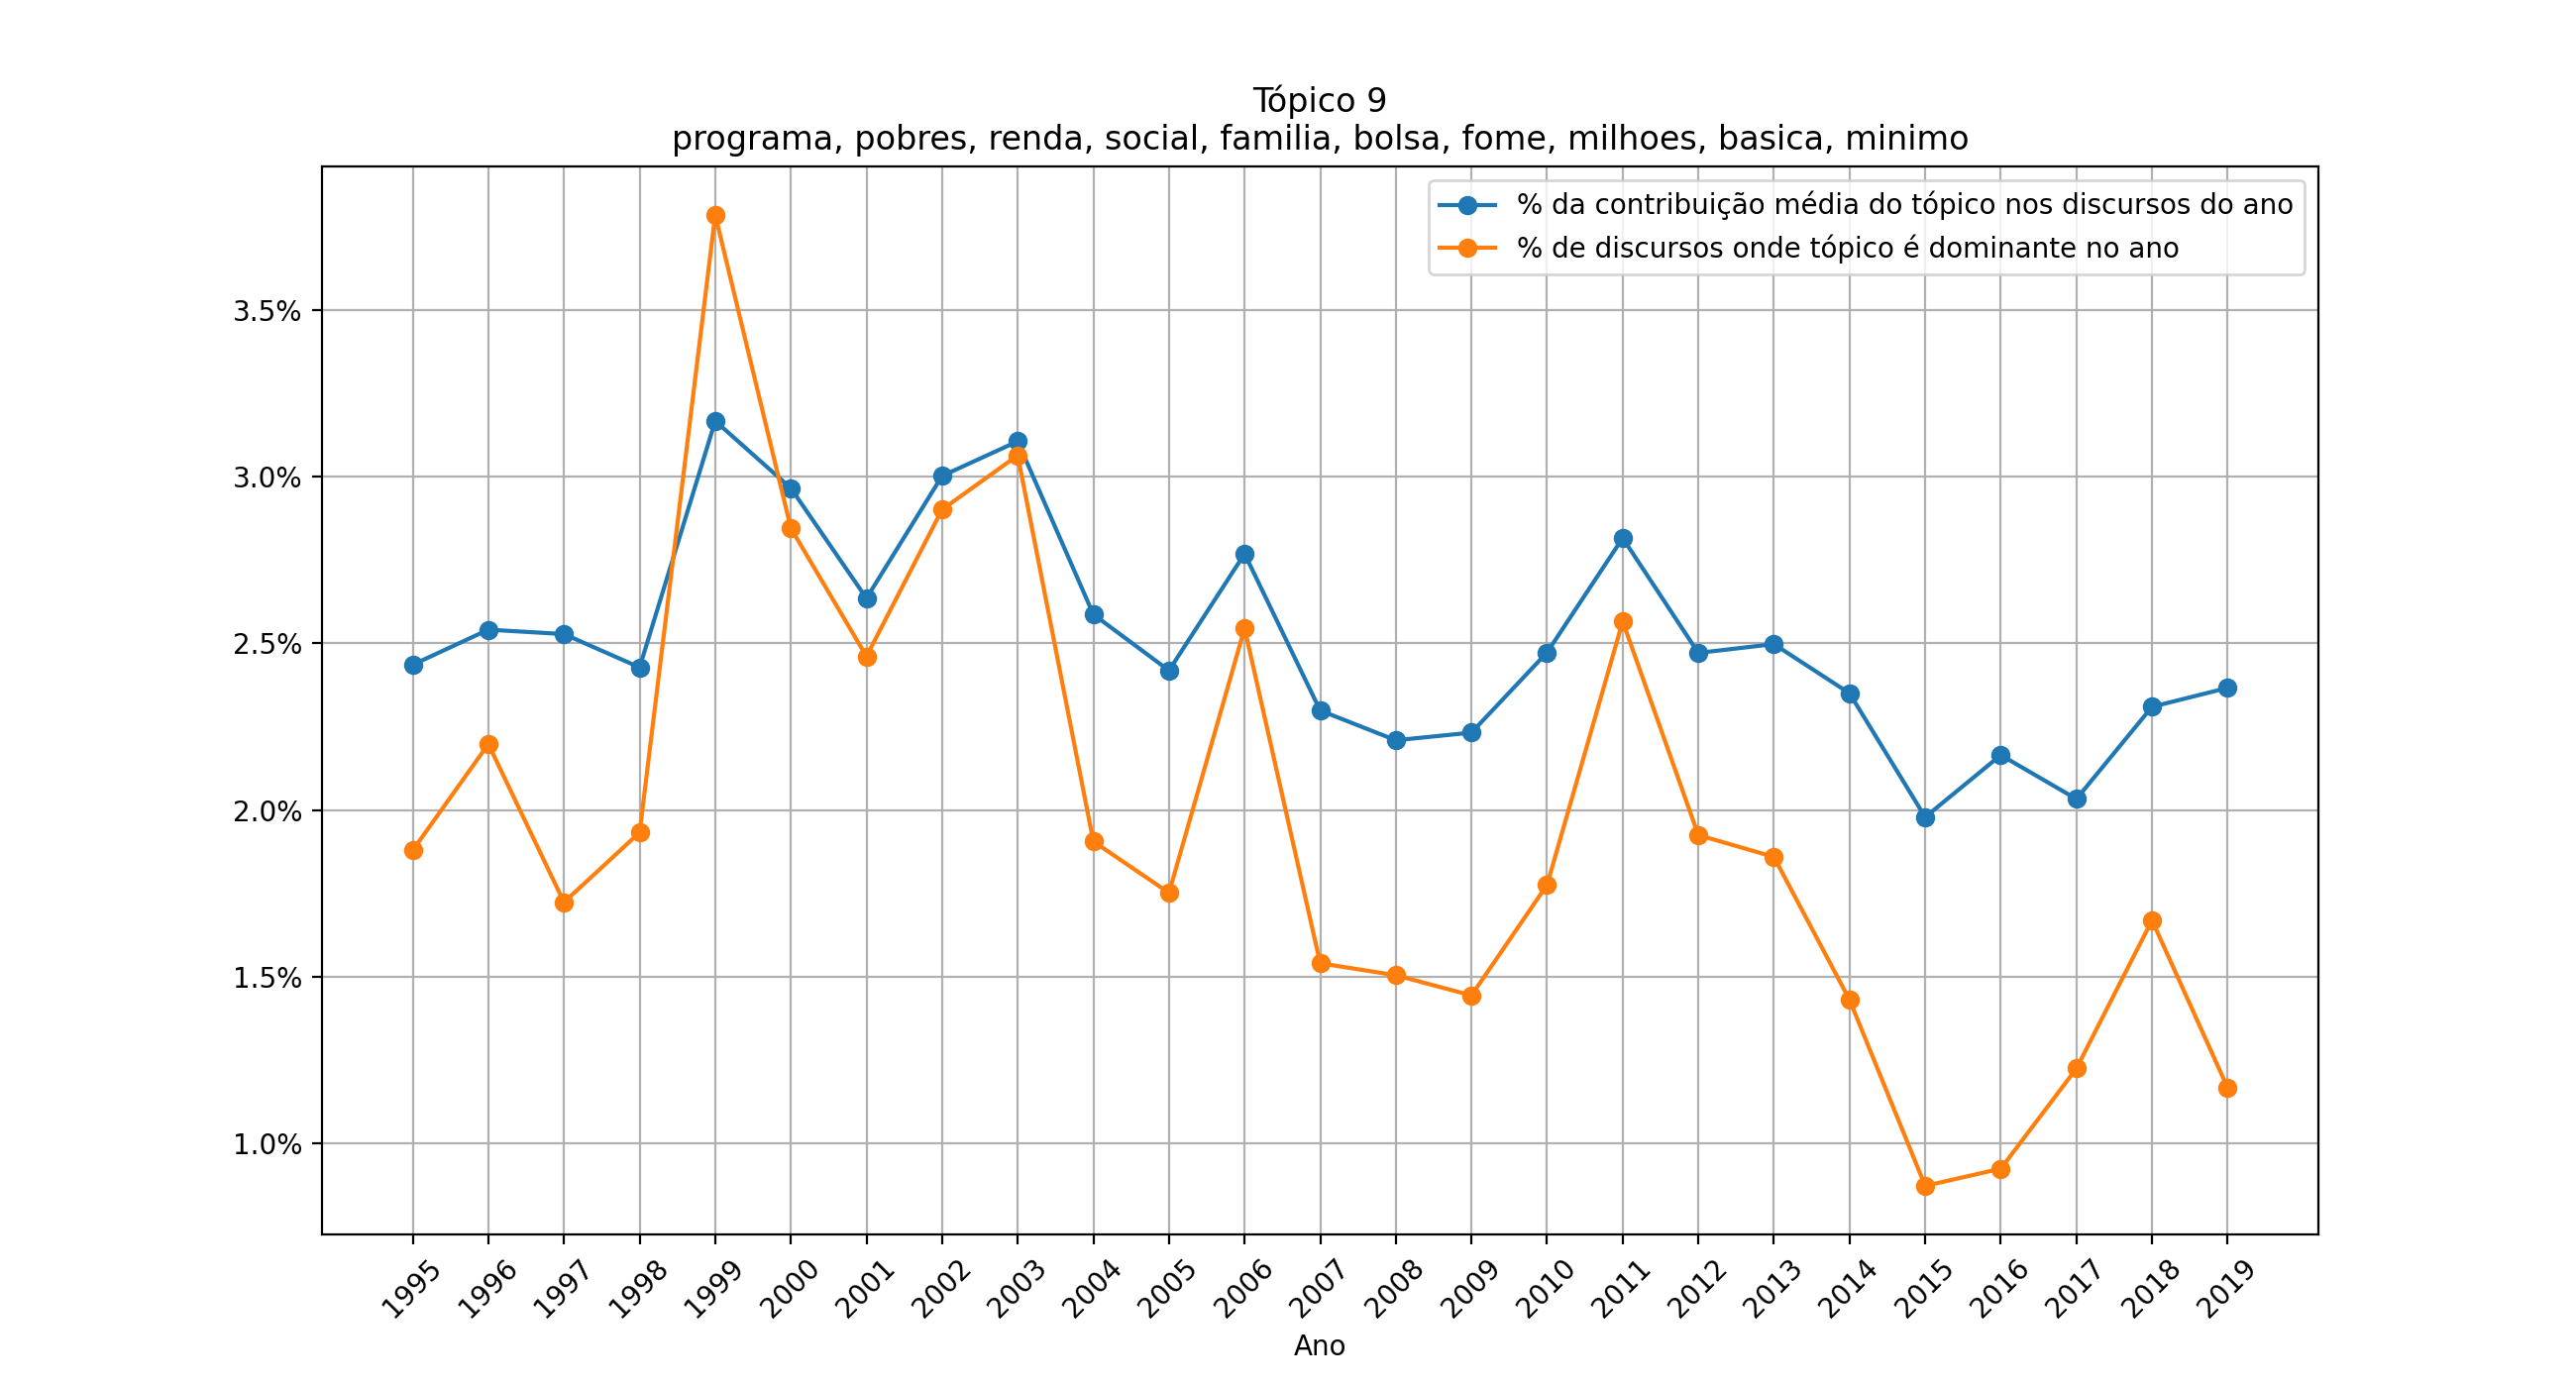 Tópico 9
programa, pobres, renda, social, familia, bolsa, fome, milhoes, basica, minimo
% da contribuição média do tópico nos discursos do ano
% de discursos onde tópico é dominante no ano
3.5%
3.0%
2.5%
2.0%
1.5%
1.0%
1995 1996 1997 1998 1999 2000 2001 2002 2003 2004 2005 2006 2007 2008 2009 2010 2011 2012 2013 2014 2015 2016 2017 2018 2019
Ano